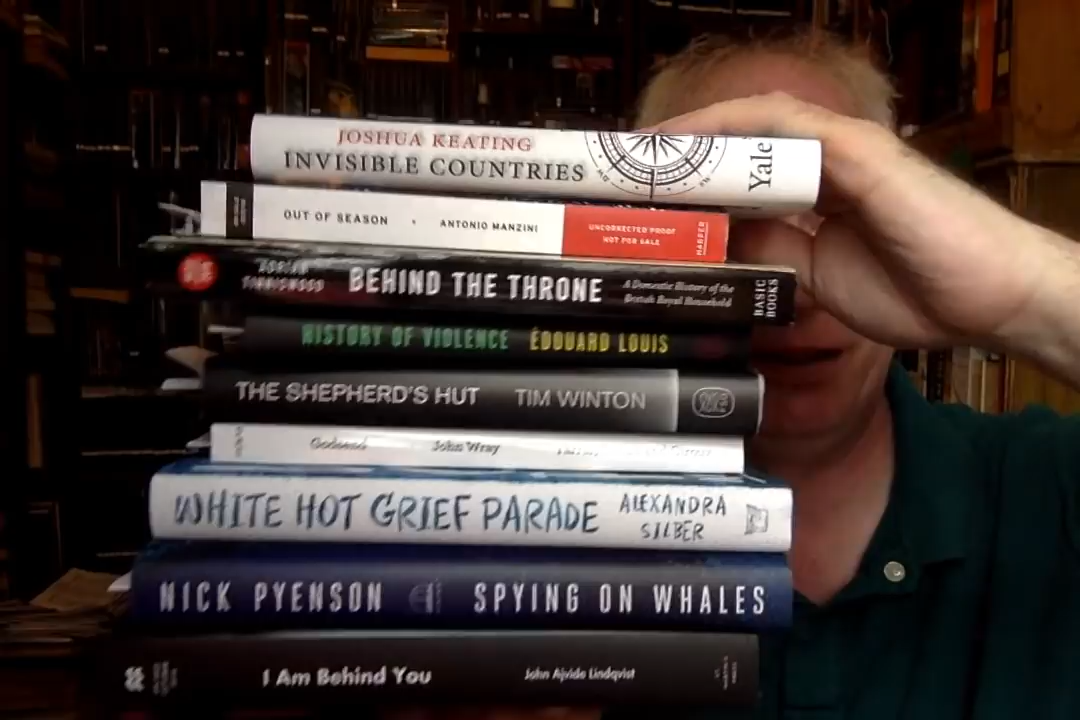 JOSHUA KEATING
INVISIBLE COUNTRIES
Yale
OUT OF SEASON · ANTONIO MANZINI
UNCORRECTED PROOF
NOT FOR SALE
HARPER
ADRIAN
TINNISWOOD
BEHIND THE THRONE
A Domestic History of the
British Royal Household
BASIC
BOOKS
HISTORY OF VIOLENCE ÉDOUARD LOUIS
THE SHEPHERD'S HUT TIM WINTON
Godsend John Wray
WHITE HOT GRIEF PARADE
ALEXANDRA
SILBER
NICK PYENSON SPYING ON WHALES
I Am Behind You John Ajvide Lindqvist